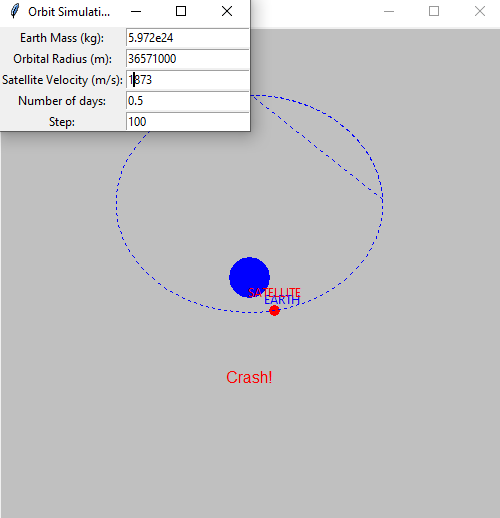 Orbit Simulati...
Earth Mass (kg): 5.972e24
Orbital Radius (m): 36571000
Satellite Velocity (m/s): 1873
Number of days: 0.5
Step: 100
SATELLITE
EARTH
Crash!